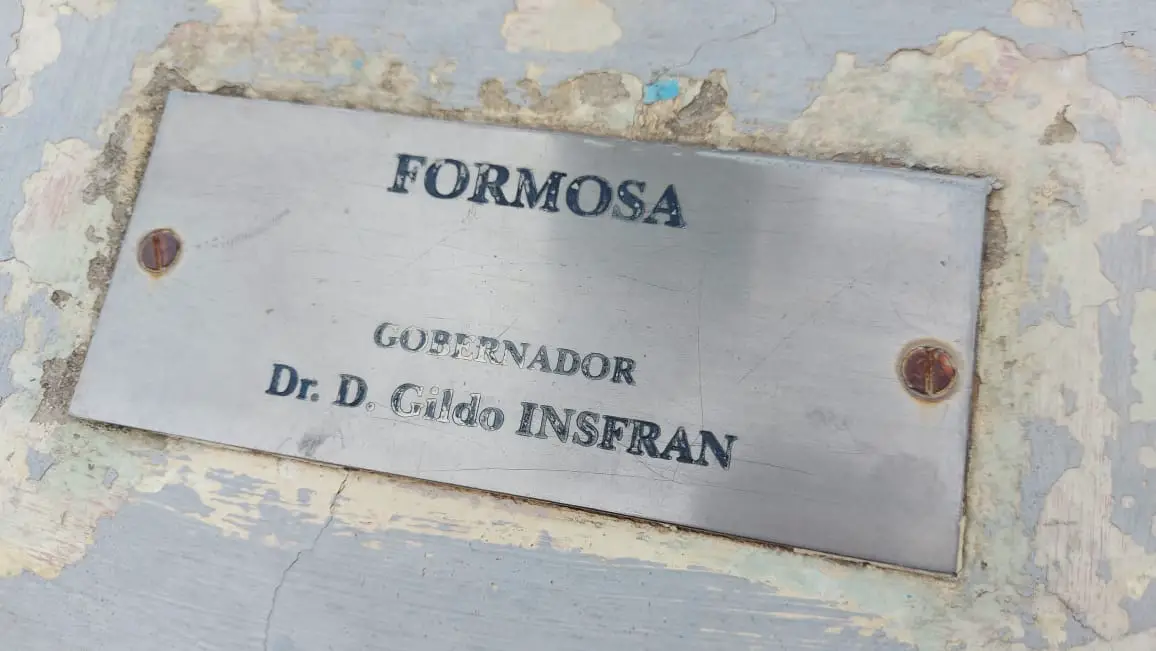 FORMOSA
GOBERNADOR
Dr. D. Gildo INSFRAN